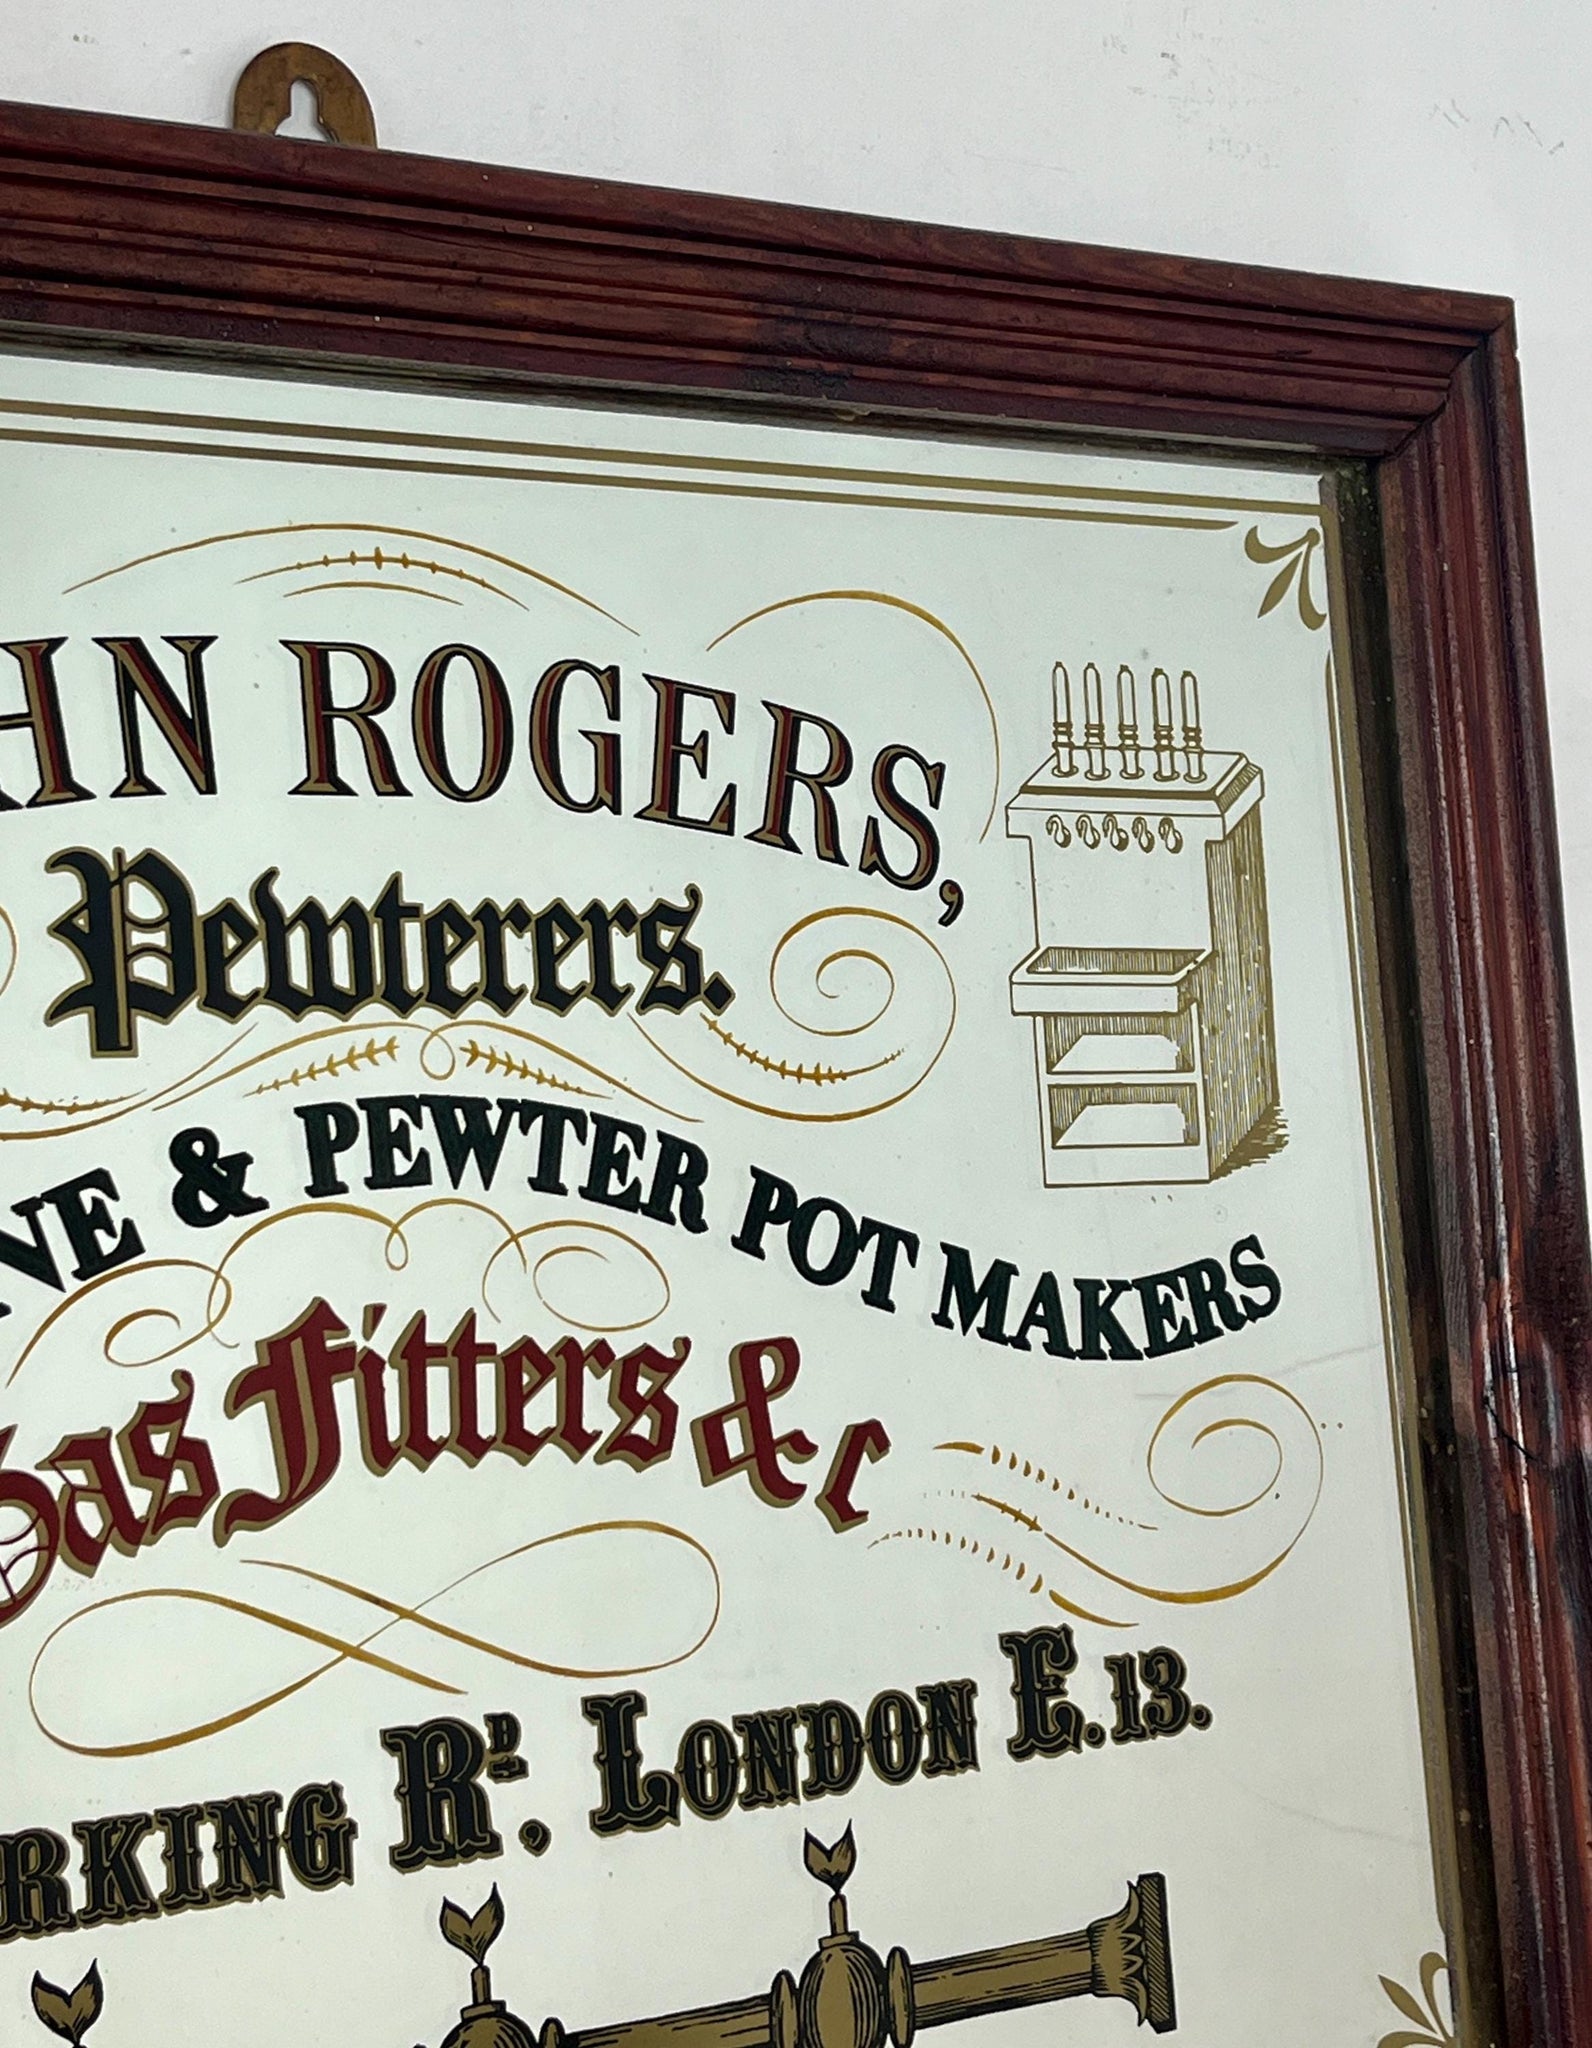 HN ROGERS,
Pewterers.
NE & PEWTER POT MAKERS
Gas Fitters & c
RKING RD, LONDON E.13.